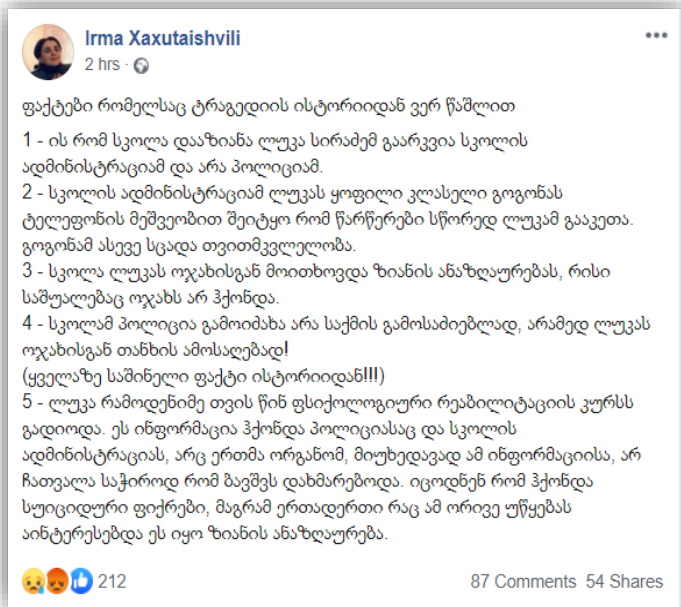 Irma Xaxutaishvili
2 hrs ·
ფაქტები რომელსაც ტრაგედიის ისტორიიდან ვერ წაშლით
1 - ის რომ სკოლა დააზიანა ლუკა სირაძემ გაარკვია სკოლის
ადმინისტრაციამ და არა პოლიციამ.
2 - სკოლის ადმინისტრაციამ ლუკას ყოფილი კლასელი გოგონას
ტელეფონის მეშვეობით შეიტყო რომ წარწერები სწორედ ლუკამ გააკეთა.
გოგონამ ასევე სცადა თვითმკვლელობა.
3 - სკოლა ლუკას ოჯახისგან მოითხოვდა ზიანის ანაზღაურებას, რისი
საშუალებაც ოჯახს არ ჰქონდა.
4 - სკოლამ პოლიცია გამოიძახა არა საქმის გამოსაძიებლად, არამედ ლუკას
ოჯახისგან თანხის ამოსაღებად!
(ყველაზე საშინელი ფაქტი ისტორიიდან!!!)
5 - ლუკა რამოდენიმე თვის წინ ფსიქოლოგიური რეაბილიტაციის კურსს
გადიოდა. ეს ინფორმაცია ჰქონდა პოლიციასაც და სკოლის
ადმინისტრაციას, არც ერთმა ორგანომ, მიუხედავად ამ ინფორმაციისა, არ
ჩათვალა საჭიროდ რომ ბავშვს დახმარებოდა. იცოდნენ რომ ჰქონდა
სუიციდური ფიქრები, მაგრამ ერთადერთი რაც ამ ორივე უწყებას
აინტერესებდა ეს იყო ზიანის ანაზღაურება.
212
87 Comments 54 Shares